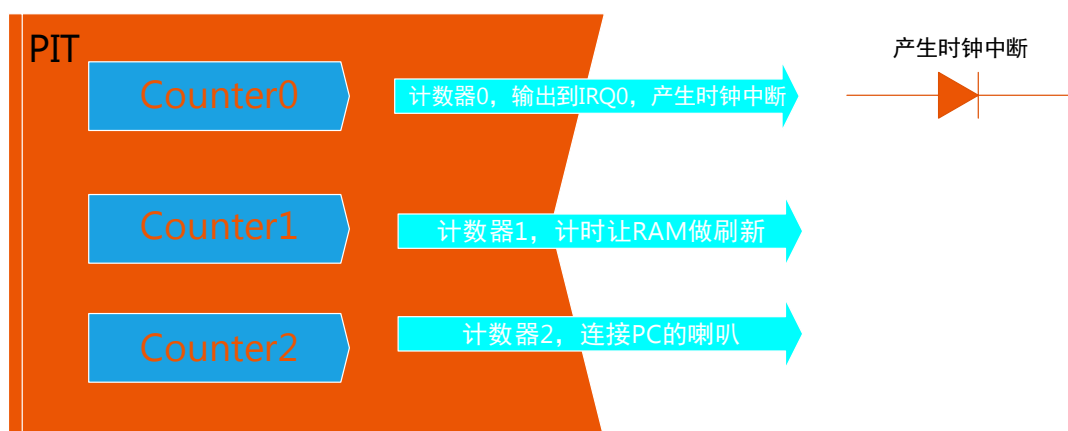 PIT
产生时钟中断
Counter0
计数器0，输出到IRQ0，产生时钟中断
Counter1
计数器1，计时让RAM做刷新
Counter2
计数器2，连接PC的喇叭